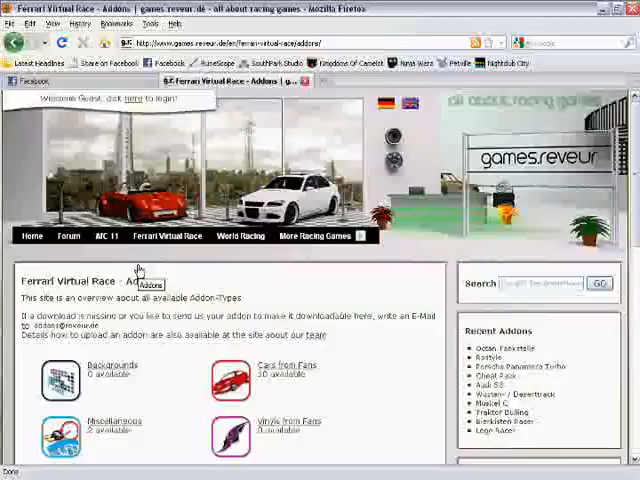 Ferrari Virtual Race - Addons | games.reveur.de - all about racing games - Mozilla Firefox
File Edit View History Bookmarks Tools Help
http://www.games.reveur.de/en/ferrari-virtual-race/addons/
Google
Latest Headlines Share on Facebook Facebook RuneScape SouthPark Studio Kingdoms Of Camelot Ninja Warz Petville Nightclub City
Facebook
Ferrari Virtual Race - Addons | g...
Welcome Guest, click here to login!
all about racing games
games.reveur
Home Forum AfC 11 Ferrari Virtual Race World Racing More Racing Games
Ferrari Virtual Race - Ad
Addons
This site is an overview about all available Addon-Types
If a download is missing or you like to send us your addon to make it downloadable here, write an E-Mail
to addons@reveur.de
Details how to upload an addon are also available at the site about our team
Backgrounds
0 available
Cars from Fans
10 available
Miscellaneous
2 available
Vinyls from Fans
0 available
Search
GO
Recent Addons
Octan Tankstelle
Rostyle
Porsche Panamera Turbo
Cheat Pack
Audi S3
Wüsten- / Deserttrack
Muskel C
Traktor Bulling
Bierkisten Racer
Lego Racer
Done